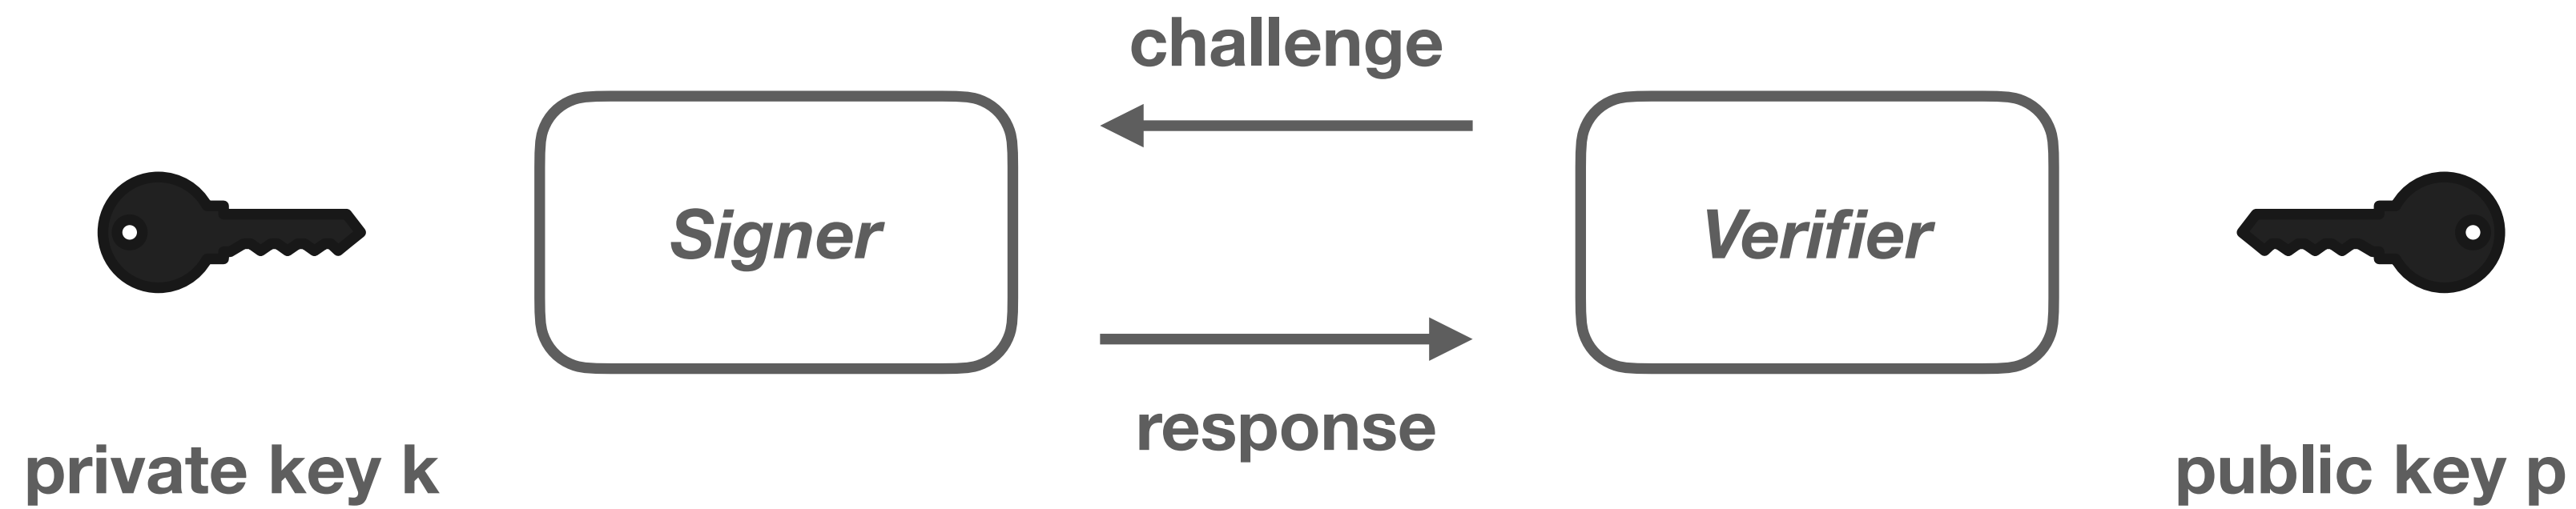 challenge
Signer
Verifier
response
private key k
public key p